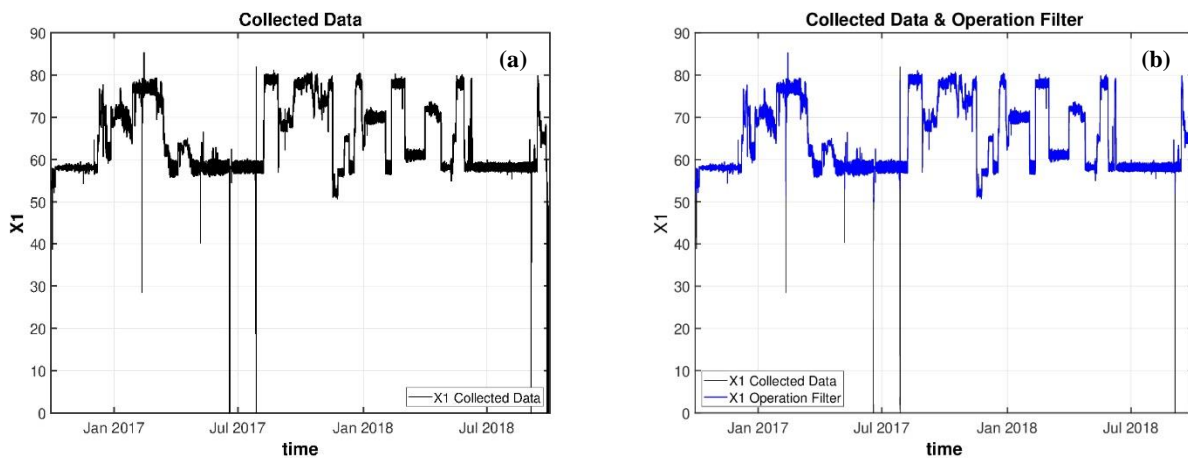 Collected Data
(a)
90
80
70
60
50
40
30
20
10
0
X1
X1 Collected Data
Jan 2017 Jul 2017 Jan 2018 Jul 2018
time
Collected Data & Operation Filter
(b)
90
80
70
60
50
40
30
20
10
0
X1
X1 Collected Data
X1 Operation Filter
Jan 2017 Jul 2017 Jan 2018 Jul 2018
time